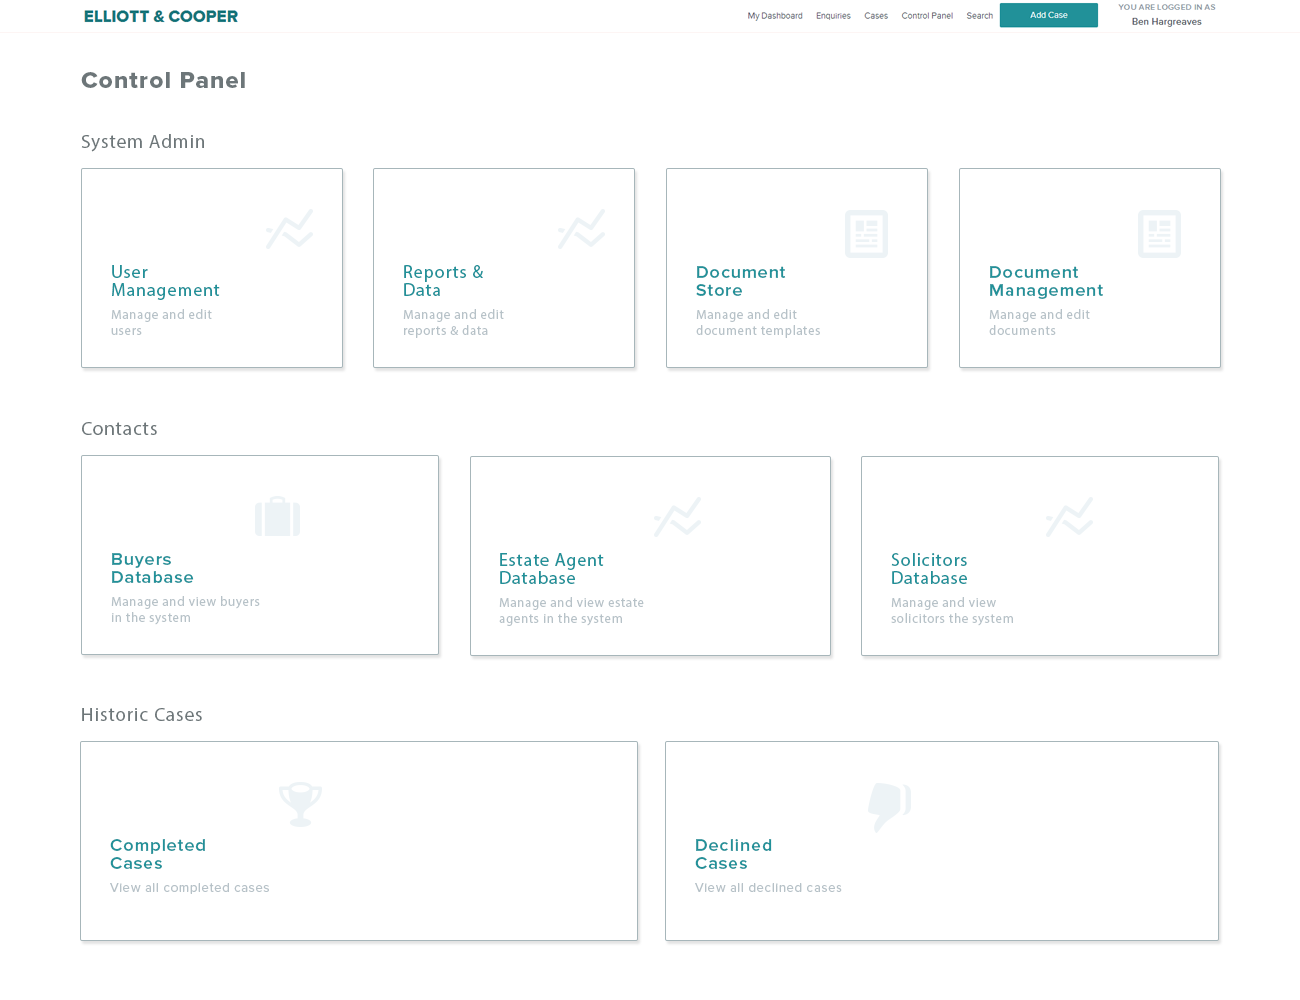 ELLIOTT & COOPER
My Dashboard Enquiries Cases Control Panel Search Add Case
YOU ARE LOGGED IN AS
Ben Hargreaves
Control Panel
System Admin
User
Management
Manage and edit
users
Reports &
Data
Manage and edit
reports & data
Document
Store
Manage and edit
document templates
Document
Management
Manage and edit
documents
Contacts
Buyers
Database
Manage and view buyers
in the system
Estate Agent
Database
Manage and view estate
agents in the system
Solicitors
Database
Manage and view
solicitors the system
Historic Cases
Completed
Cases
View all completed cases
Declined
Cases
View all declined cases